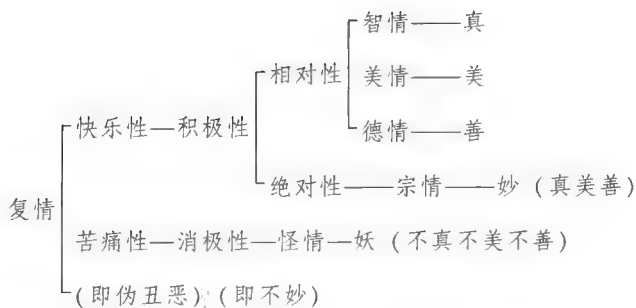 智情——真
相对性 美情——美
快乐性—积极性 德情——善
绝对性——宗情——妙（真美善）
复情
苦痛性—消极性—怪情—妖（不真不美不善）
（即伪丑恶）（即不妙）